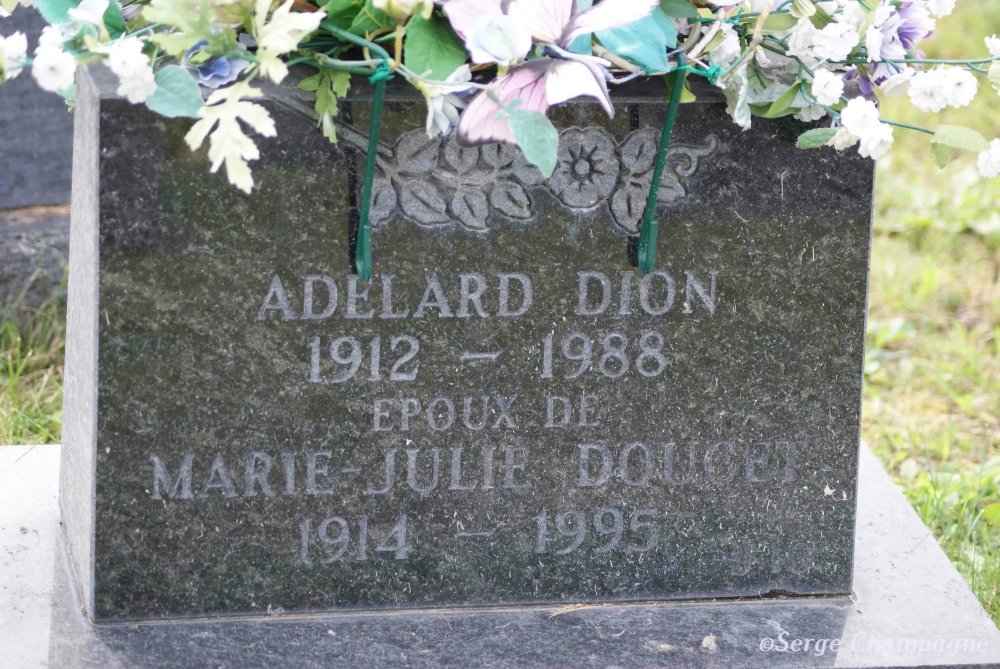 ADELARD DION
1912 - 1988
EPOUX DE
MARIE-JULIE DOUCET
1914 - 1995
©Serge Champagne